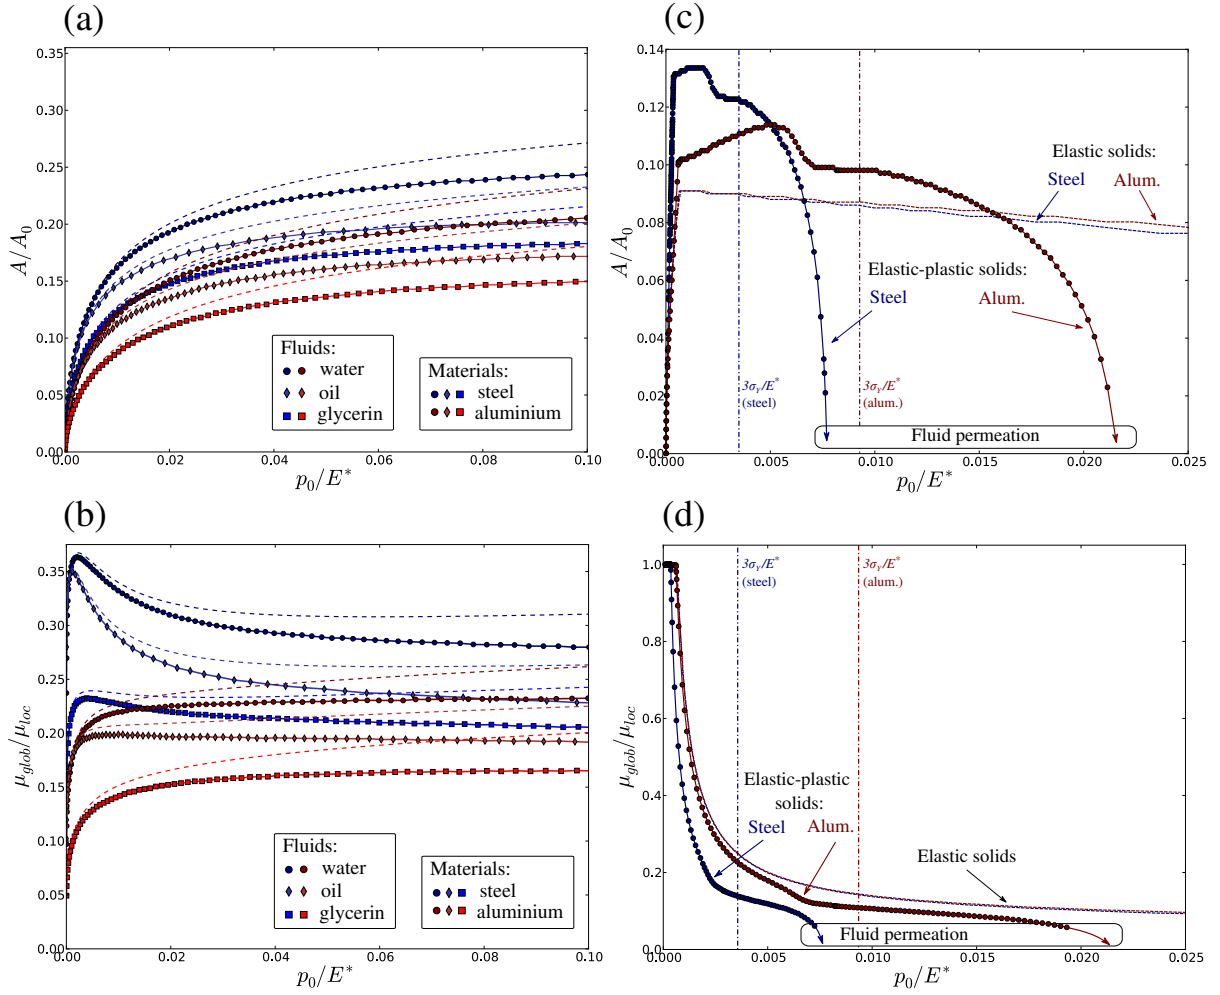 (a)
0.35
0.30
0.25
0.20
0.15
0.10
0.05
0.00
A/A0
0.00 0.02 0.04 0.06 0.08 0.10
p0/E*
Fluids:
water
oil
glycerin
Materials:
steel
aluminium
(c)
0.14
0.12
0.10
0.08
0.06
0.04
0.02
0.00
A/A0
0.000 0.005 0.010 0.015 0.020 0.025
p0/E*
Elastic solids:
Steel Alum.
Elastic-plastic solids:
Steel Alum.
3σY/E*
(steel)
3σY/E*
(alum.)
Fluid permeation
(b)
0.35
0.30
0.25
0.20
0.15
0.10
0.05
0.00
μglob/μloc
0.00 0.02 0.04 0.06 0.08 0.10
p0/E*
Fluids:
water
oil
glycerin
Materials:
steel
aluminium
(d)
1.0
0.8
0.6
0.4
0.2
0.0
μglob/μloc
0.000 0.005 0.010 0.015 0.020 0.025
p0/E*
3σY/E*
(steel)
3σY/E*
(alum.)
Elastic-plastic
solids:
Steel Alum.
Elastic solids
Fluid permeation